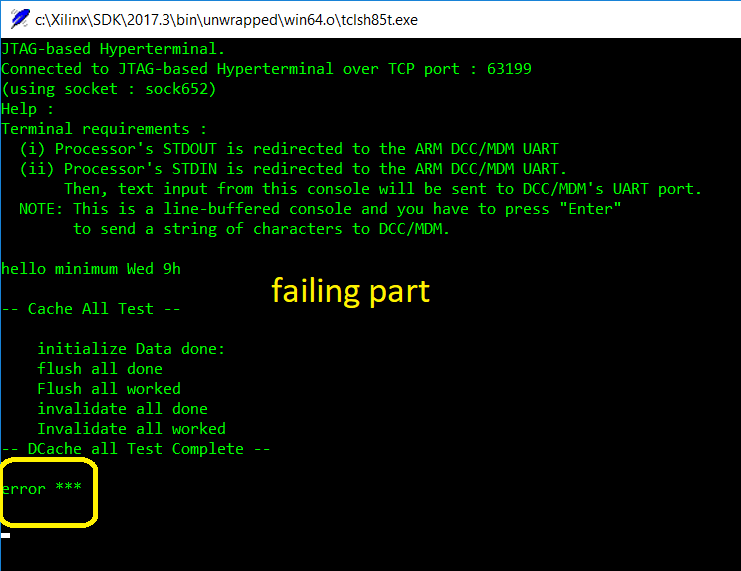 c:\Xilinx\SDK\2017.3\bin\unwrapped\win64.o\tclsh85t.exe
JTAG-based Hyperterminal.
Connected to JTAG-based Hyperterminal over TCP port : 63199
(using socket : sock652)
Help :
Terminal requirements :
  (i) Processor's STDOUT is redirected to the ARM DCC/MDM UART
  (ii) Processor's STDIN is redirected to the ARM DCC/MDM UART.
       Then, text input from this console will be sent to DCC/MDM's UART port.
  NOTE: This is a line-buffered console and you have to press "Enter"
        to send a string of characters to DCC/MDM.
hello minimum Wed 9h
failing part
-- Cache All Test --
    initialize Data done:
    flush all done
    Flush all worked
    invalidate all done
    Invalidate all worked
-- DCache all Test Complete --
error ***